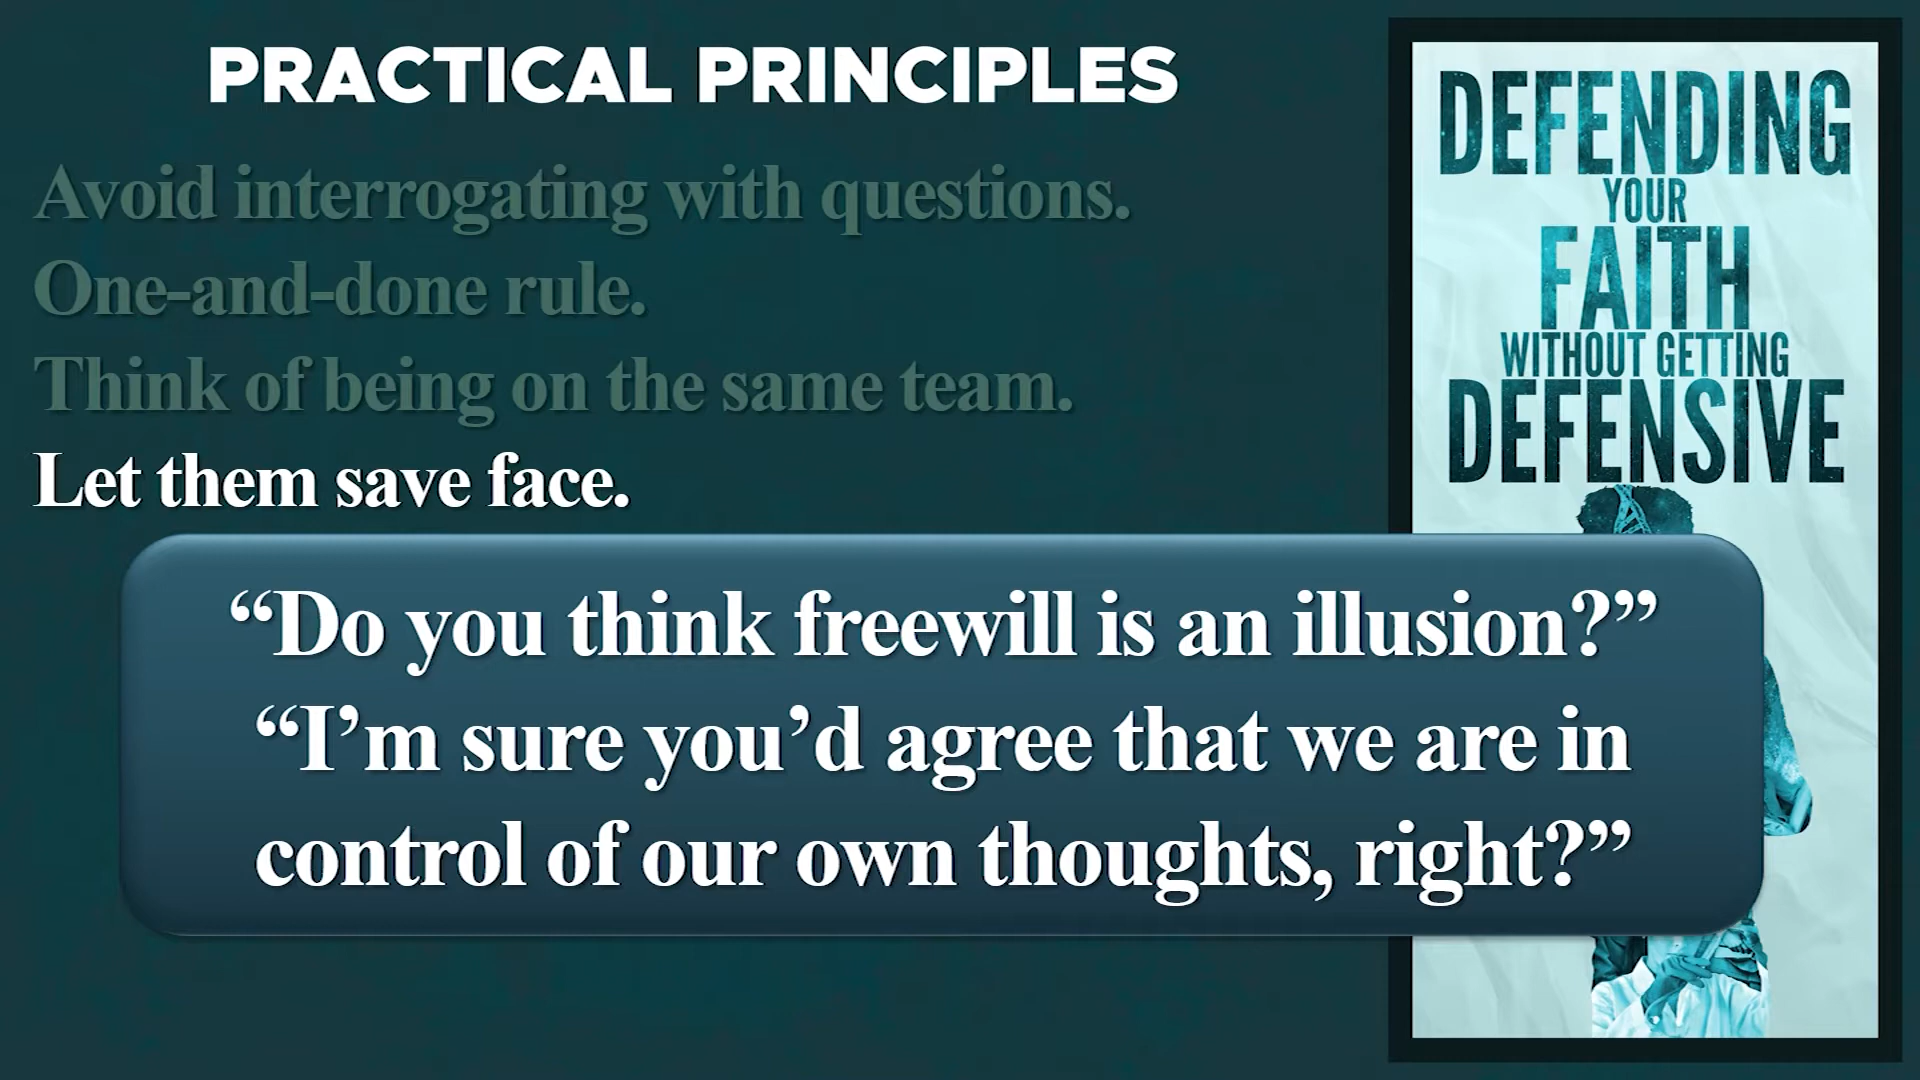 PRACTICAL PRINCIPLES
Avoid interrogating with questions.
One-and-done rule.
Think of being on the same team.
Let them save face.
“Do you think freewill is an illusion?”
“I’m sure you’d agree that we are in
control of our own thoughts, right?”
DEFENDING
YOUR
FAITH
WITHOUT GETTING
DEFENSIVE